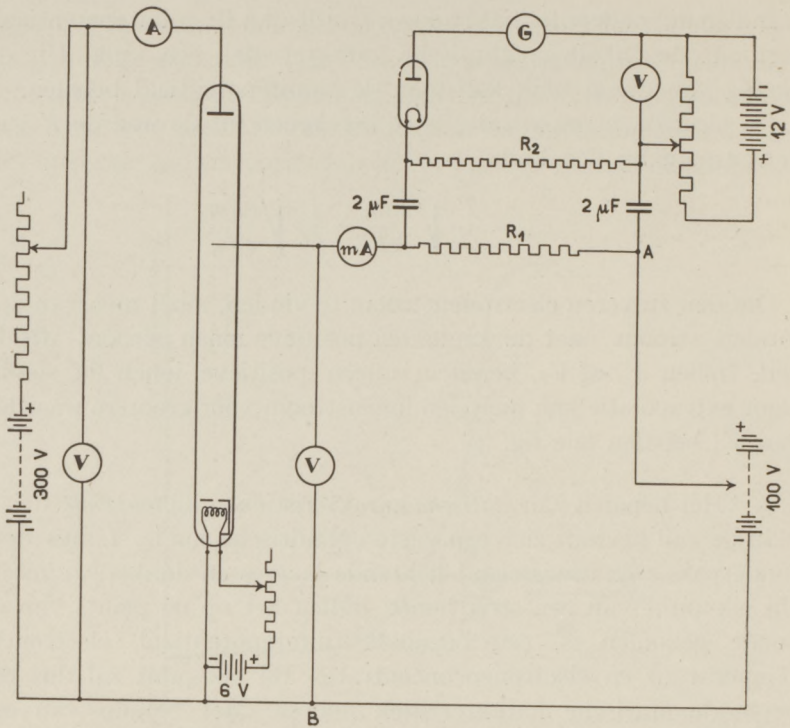 A
G
V
- 12 V +
R₂
2 μF
2 μF
mA
R₁
A
+ 300 V -
V
V
+ 100 V -
- +
6 V
B